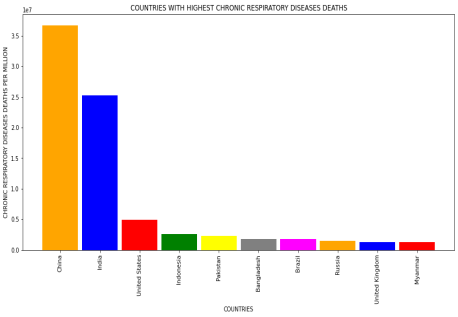 COUNTRIES WITH HIGHEST CHRONIC RESPIRATORY DISEASES DEATHS
1e7
CHRONIC RESPIRATORY DISEASES DEATHS PER MILLION
3.5
3.0
2.5
2.0
1.5
1.0
0.5
0.0
China
India
United States
Indonesia
Pakistan
Bangladesh
Brazil
Russia
United Kingdom
Myanmar
COUNTRIES